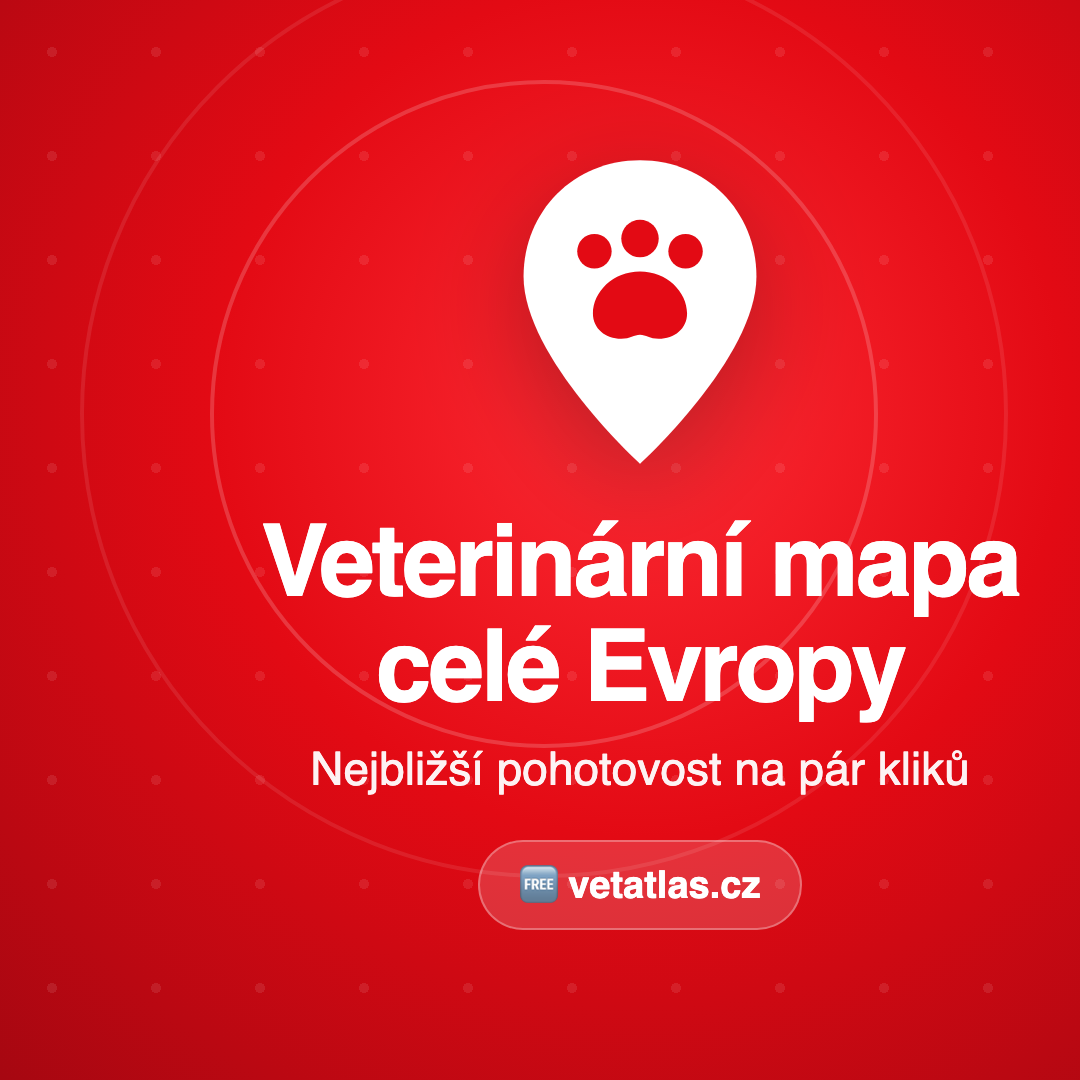 Veterinární mapa
celé Evropy
Nejbližší pohotovost na pár kliků
FREE vetatlas.cz